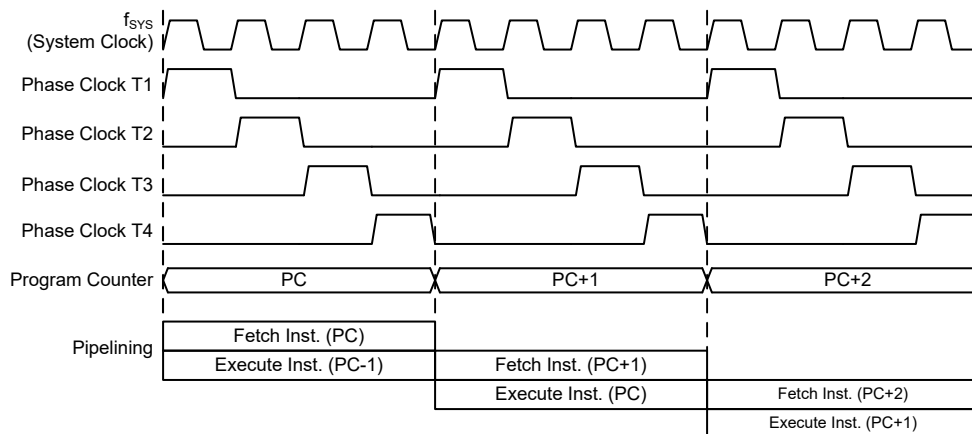 fSYS
(System Clock)
Phase Clock T1
Phase Clock T2
Phase Clock T3
Phase Clock T4
Program Counter PC PC+1 PC+2
Fetch Inst. (PC)
Pipelining
Execute Inst. (PC-1) Fetch Inst. (PC+1)
Execute Inst. (PC) Fetch Inst. (PC+2)
Execute Inst. (PC+1)